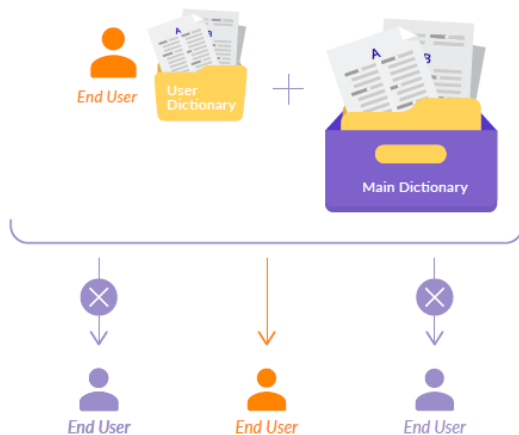 A
B
A
B
End User
User
Dictionary
Main Dictionary
End User
End User
End User